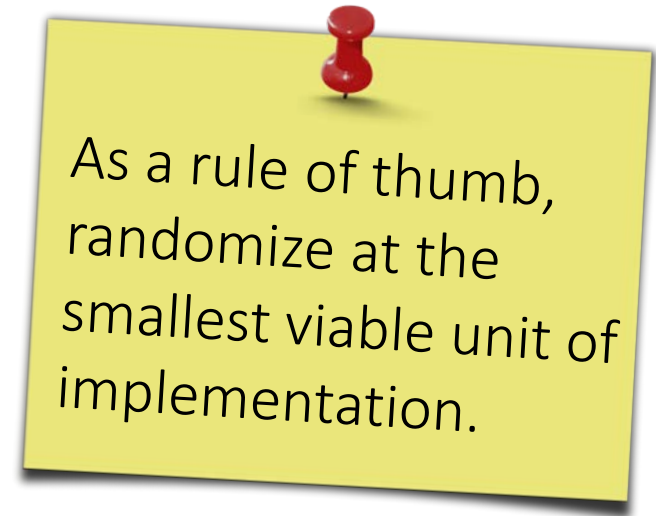 As a rule of thumb,
randomize at the
smallest viable unit of
implementation.